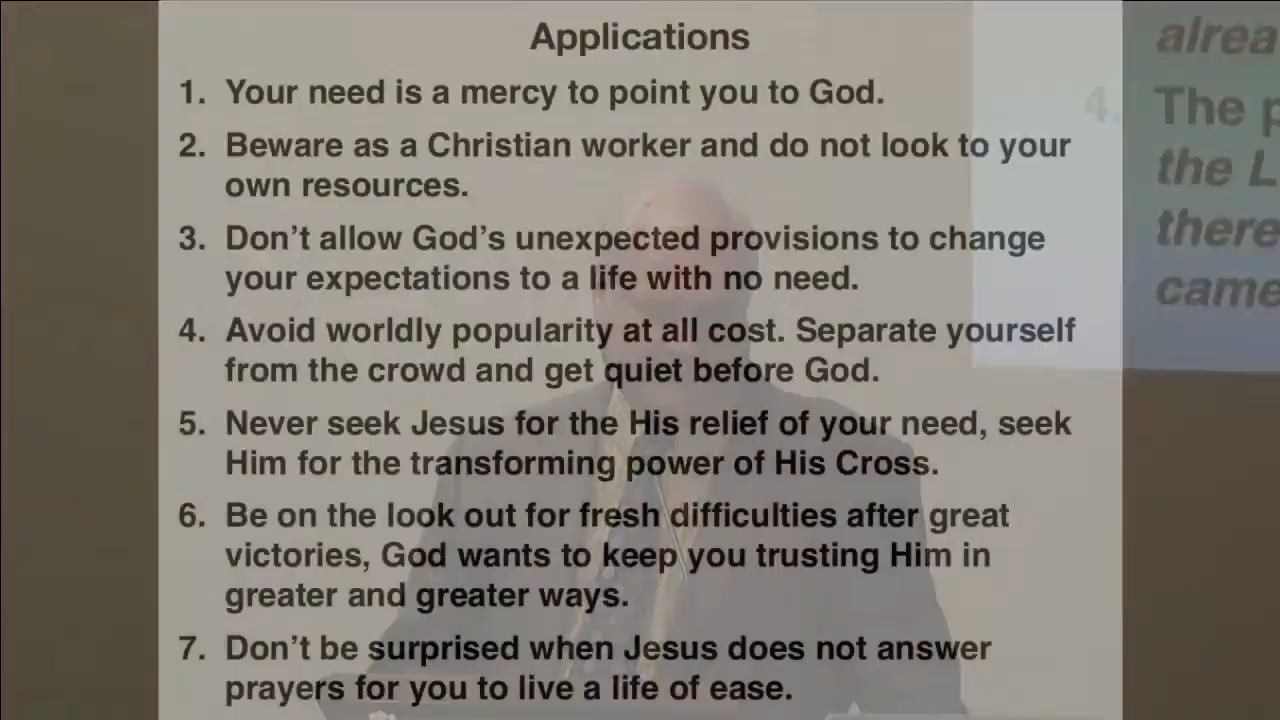 Applications
1. Your need is a mercy to point you to God.
2. Beware as a Christian worker and do not look to your
own resources.
3. Don't allow God's unexpected provisions to change
your expectations to a life with no need.
4. Avoid worldly popularity at all cost. Separate yourself
from the crowd and get quiet before God.
5. Never seek Jesus for the His relief of your need, seek
Him for the transforming power of His Cross.
6. Be on the look out for fresh difficulties after great
victories, God wants to keep you trusting Him in
greater and greater ways.
7. Don't be surprised when Jesus does not answer
prayers for you to live a life of ease.
alrea
4. The p
the L
there
came